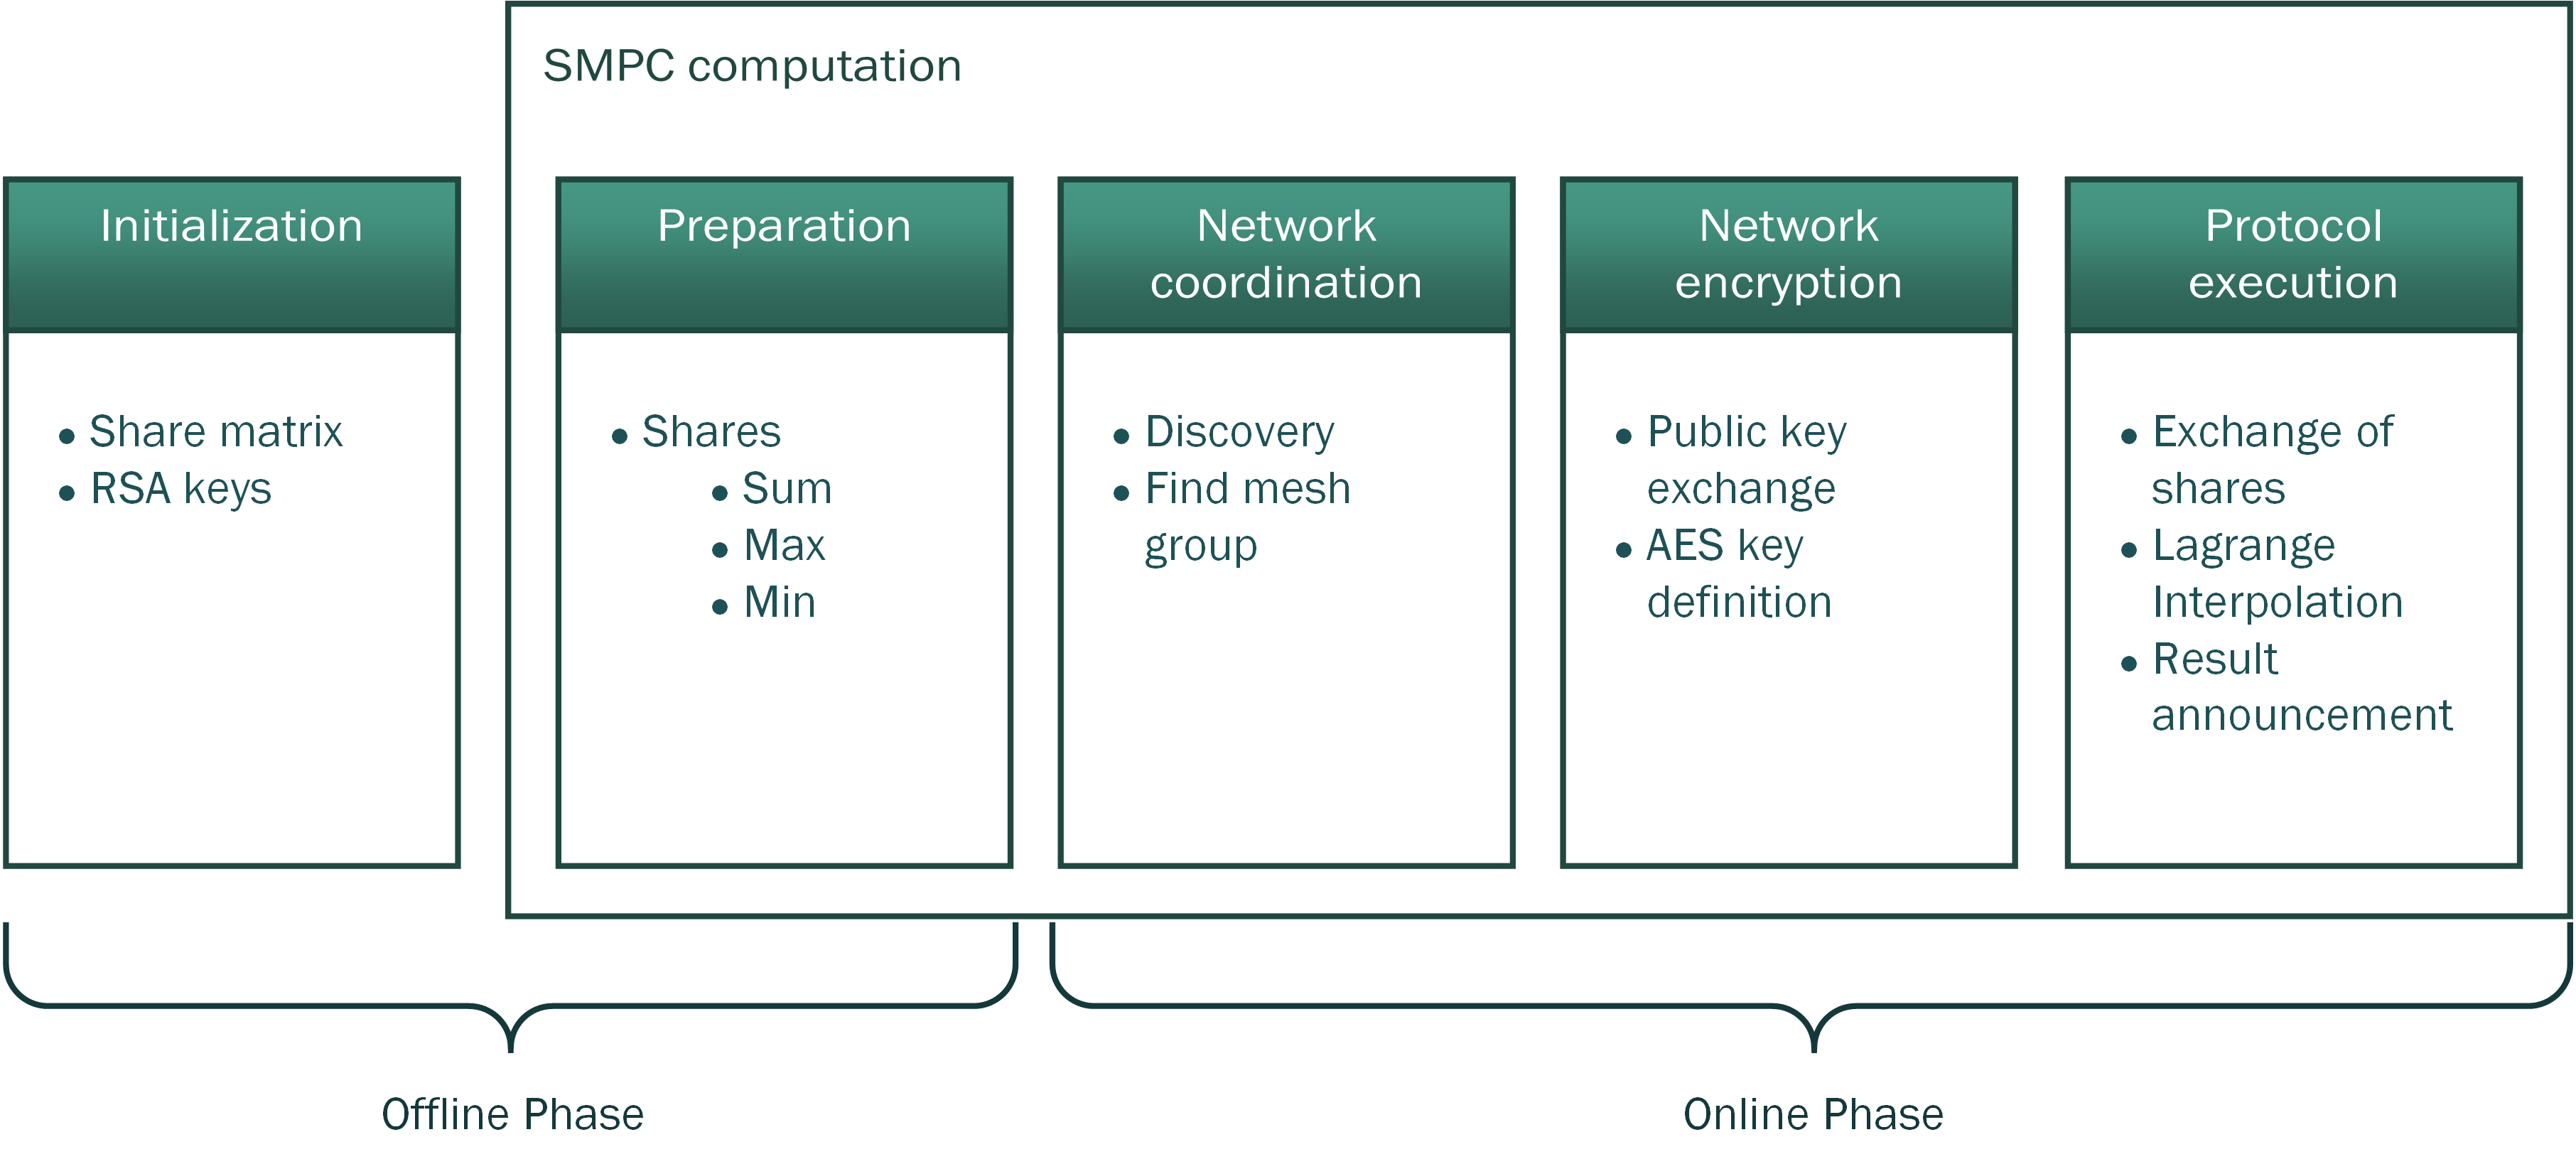 SMPC computation
Initialization
• Share matrix
• RSA keys
Preparation
• Shares
• Sum
• Max
• Min
Network
coordination
• Discovery
• Find mesh
group
Network
encryption
• Public key
exchange
• AES key
definition
Protocol
execution
• Exchange of
shares
• Lagrange
Interpolation
• Result
announcement
Offline Phase
Online Phase